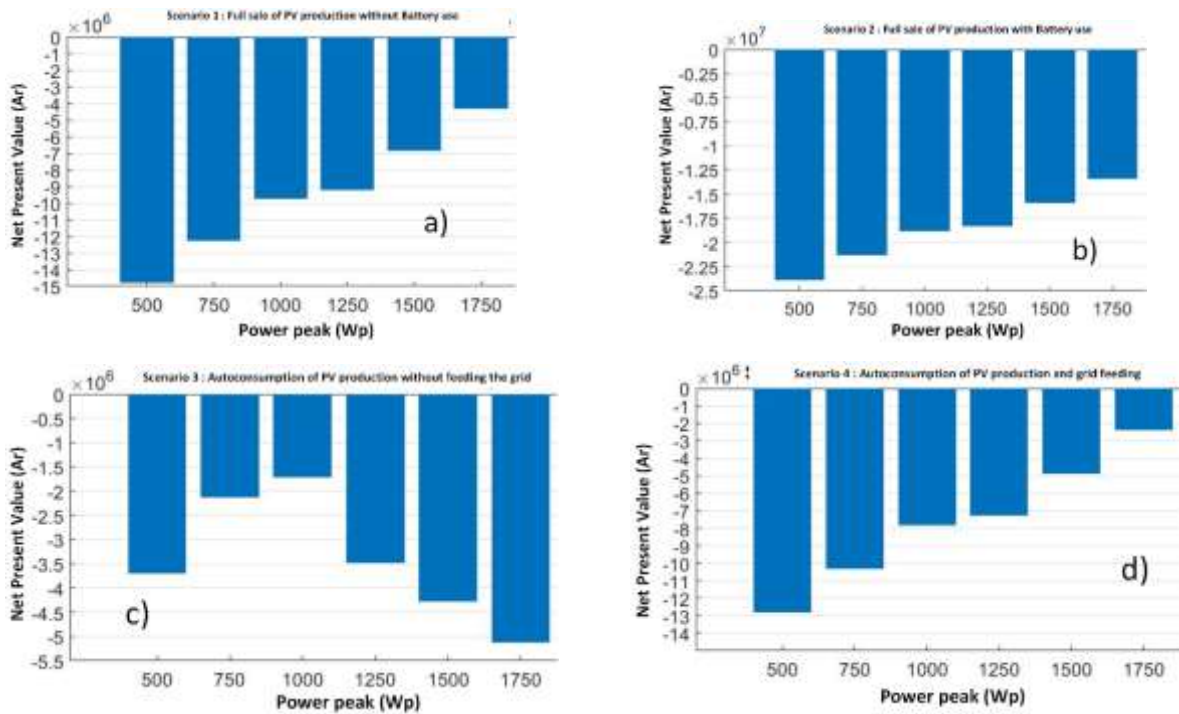 Scenario 1 : Full sale of PV production without Battery use
×10⁶
0
-1
-2
-3
-4
-5
-6
-7
-8
-9
-10
-11
-12
-13
-14
-15
Net Present Value (Ar)
a)
500 750 1000 1250 1500 1750
Power peak (Wp)
Scenario 2 : Full sale of PV production with Battery use
×10⁷
0
-0.25
-0.5
-0.75
-1
-1.25
-1.5
-1.75
-2
-2.25
-2.5
Net Present Value (Ar)
b)
500 750 1000 1250 1500 1750
Power peak (Wp)
Scenario 3 : Autoconsumption of PV production without feeding the grid
×10⁶
0
-0.5
-1
-1.5
-2
-2.5
-3
-3.5
-4
-4.5
-5
-5.5
Net Present Value (Ar)
c)
500 750 1000 1250 1500 1750
Power peak (Wp)
Scenario 4 : Autoconsumption of PV production and grid feeding
×10⁶
0
-1
-2
-3
-4
-5
-6
-7
-8
-9
-10
-11
-12
-13
-14
Net Present Value (Ar)
d)
500 750 1000 1250 1500 1750
Power peak (Wp)